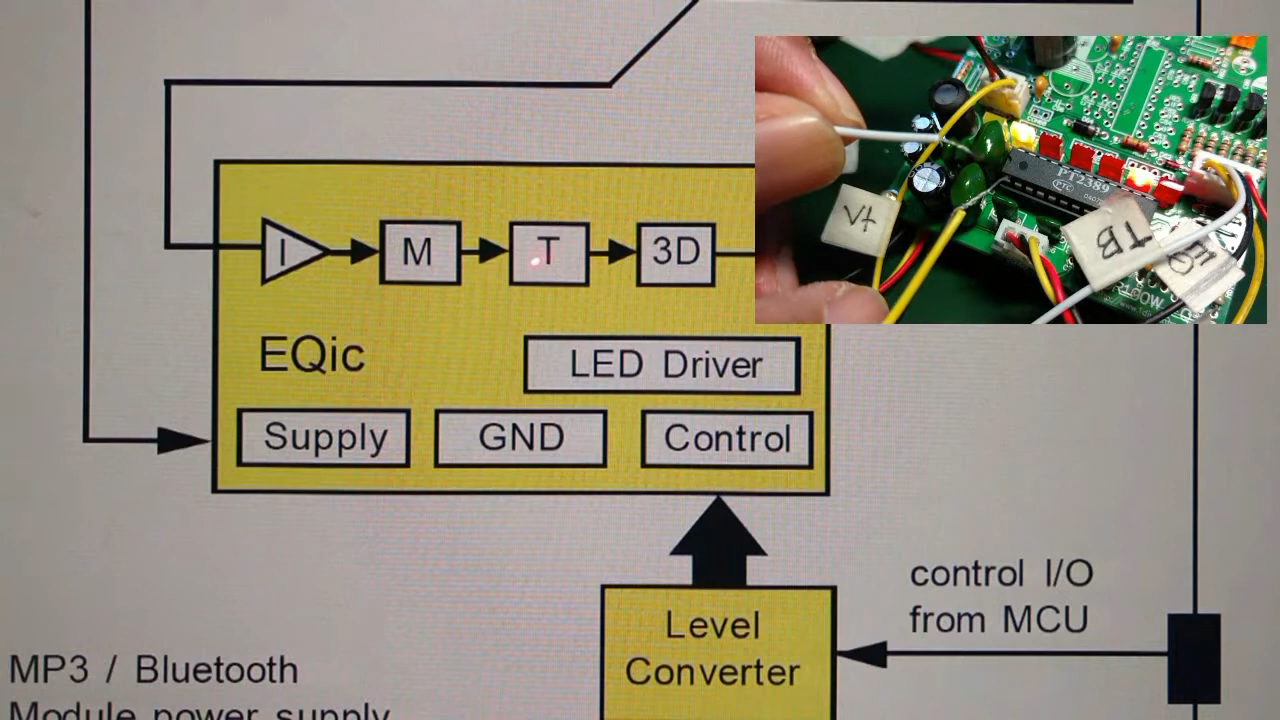 I
M
T
3D
EQic
LED Driver
Supply
GND
Control
Level
Converter
control I/O
from MCU
MP3 / Bluetooth
Module power supply
V+
PT2389
PTC
TB